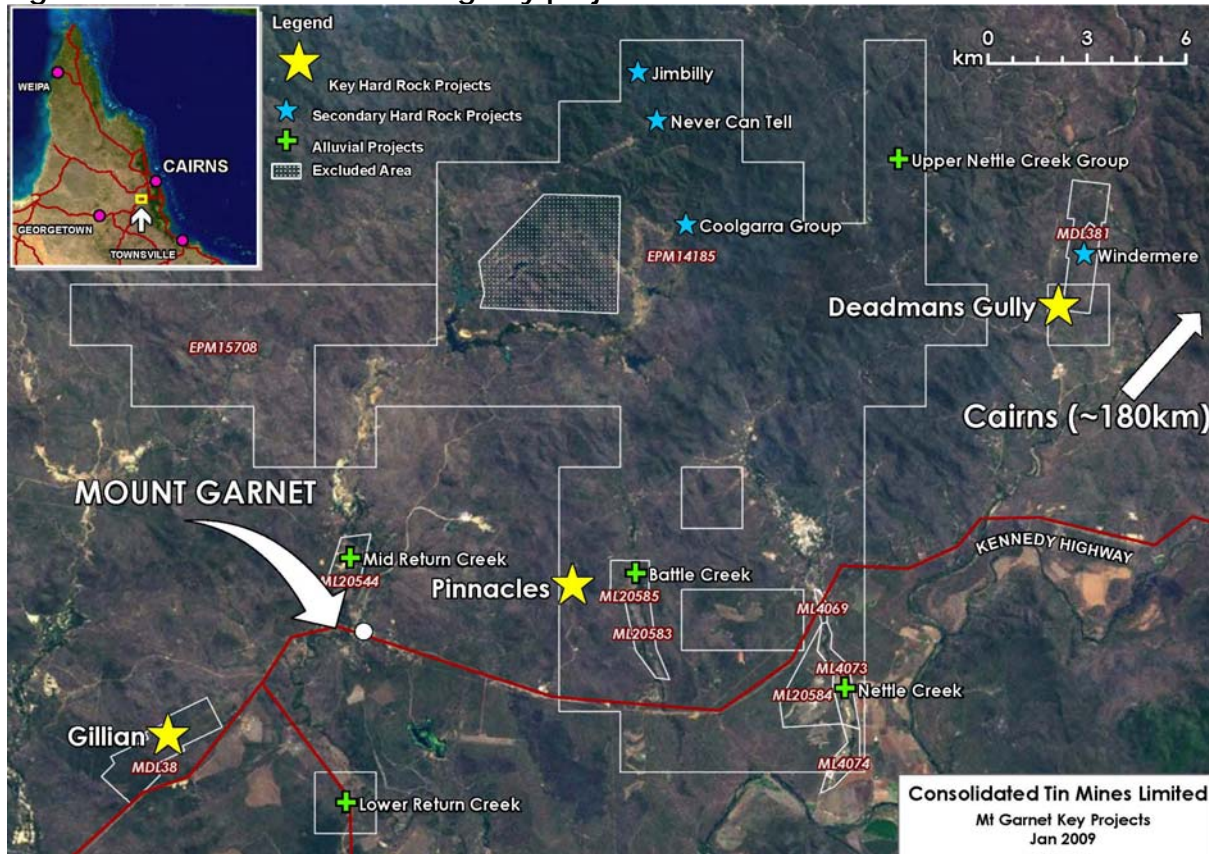 WEIPA
CAIRNS
GEORGETOWN
TOWNSVILLE
Legend
Key Hard Rock Projects
Secondary Hard Rock Projects
Alluvial Projects
Excluded Area
0 3 6
km
Jimbilly
Never Can Tell
Upper Nettle Creek Group
Coolgarra Group
EPM14185
MDL381
Windermere
Deadmans Gully
Cairns (~180km)
EPM15708
MOUNT GARNET
Mid Return Creek
ML20544
Pinnacles
Battle Creek
ML20585
ML20583
KENNEDY HIGHWAY
ML4069
ML4073
ML20584
Nettle Creek
ML4074
Gillian
MDL38
Lower Return Creek
Consolidated Tin Mines Limited
Mt Garnet Key Projects
Jan 2009